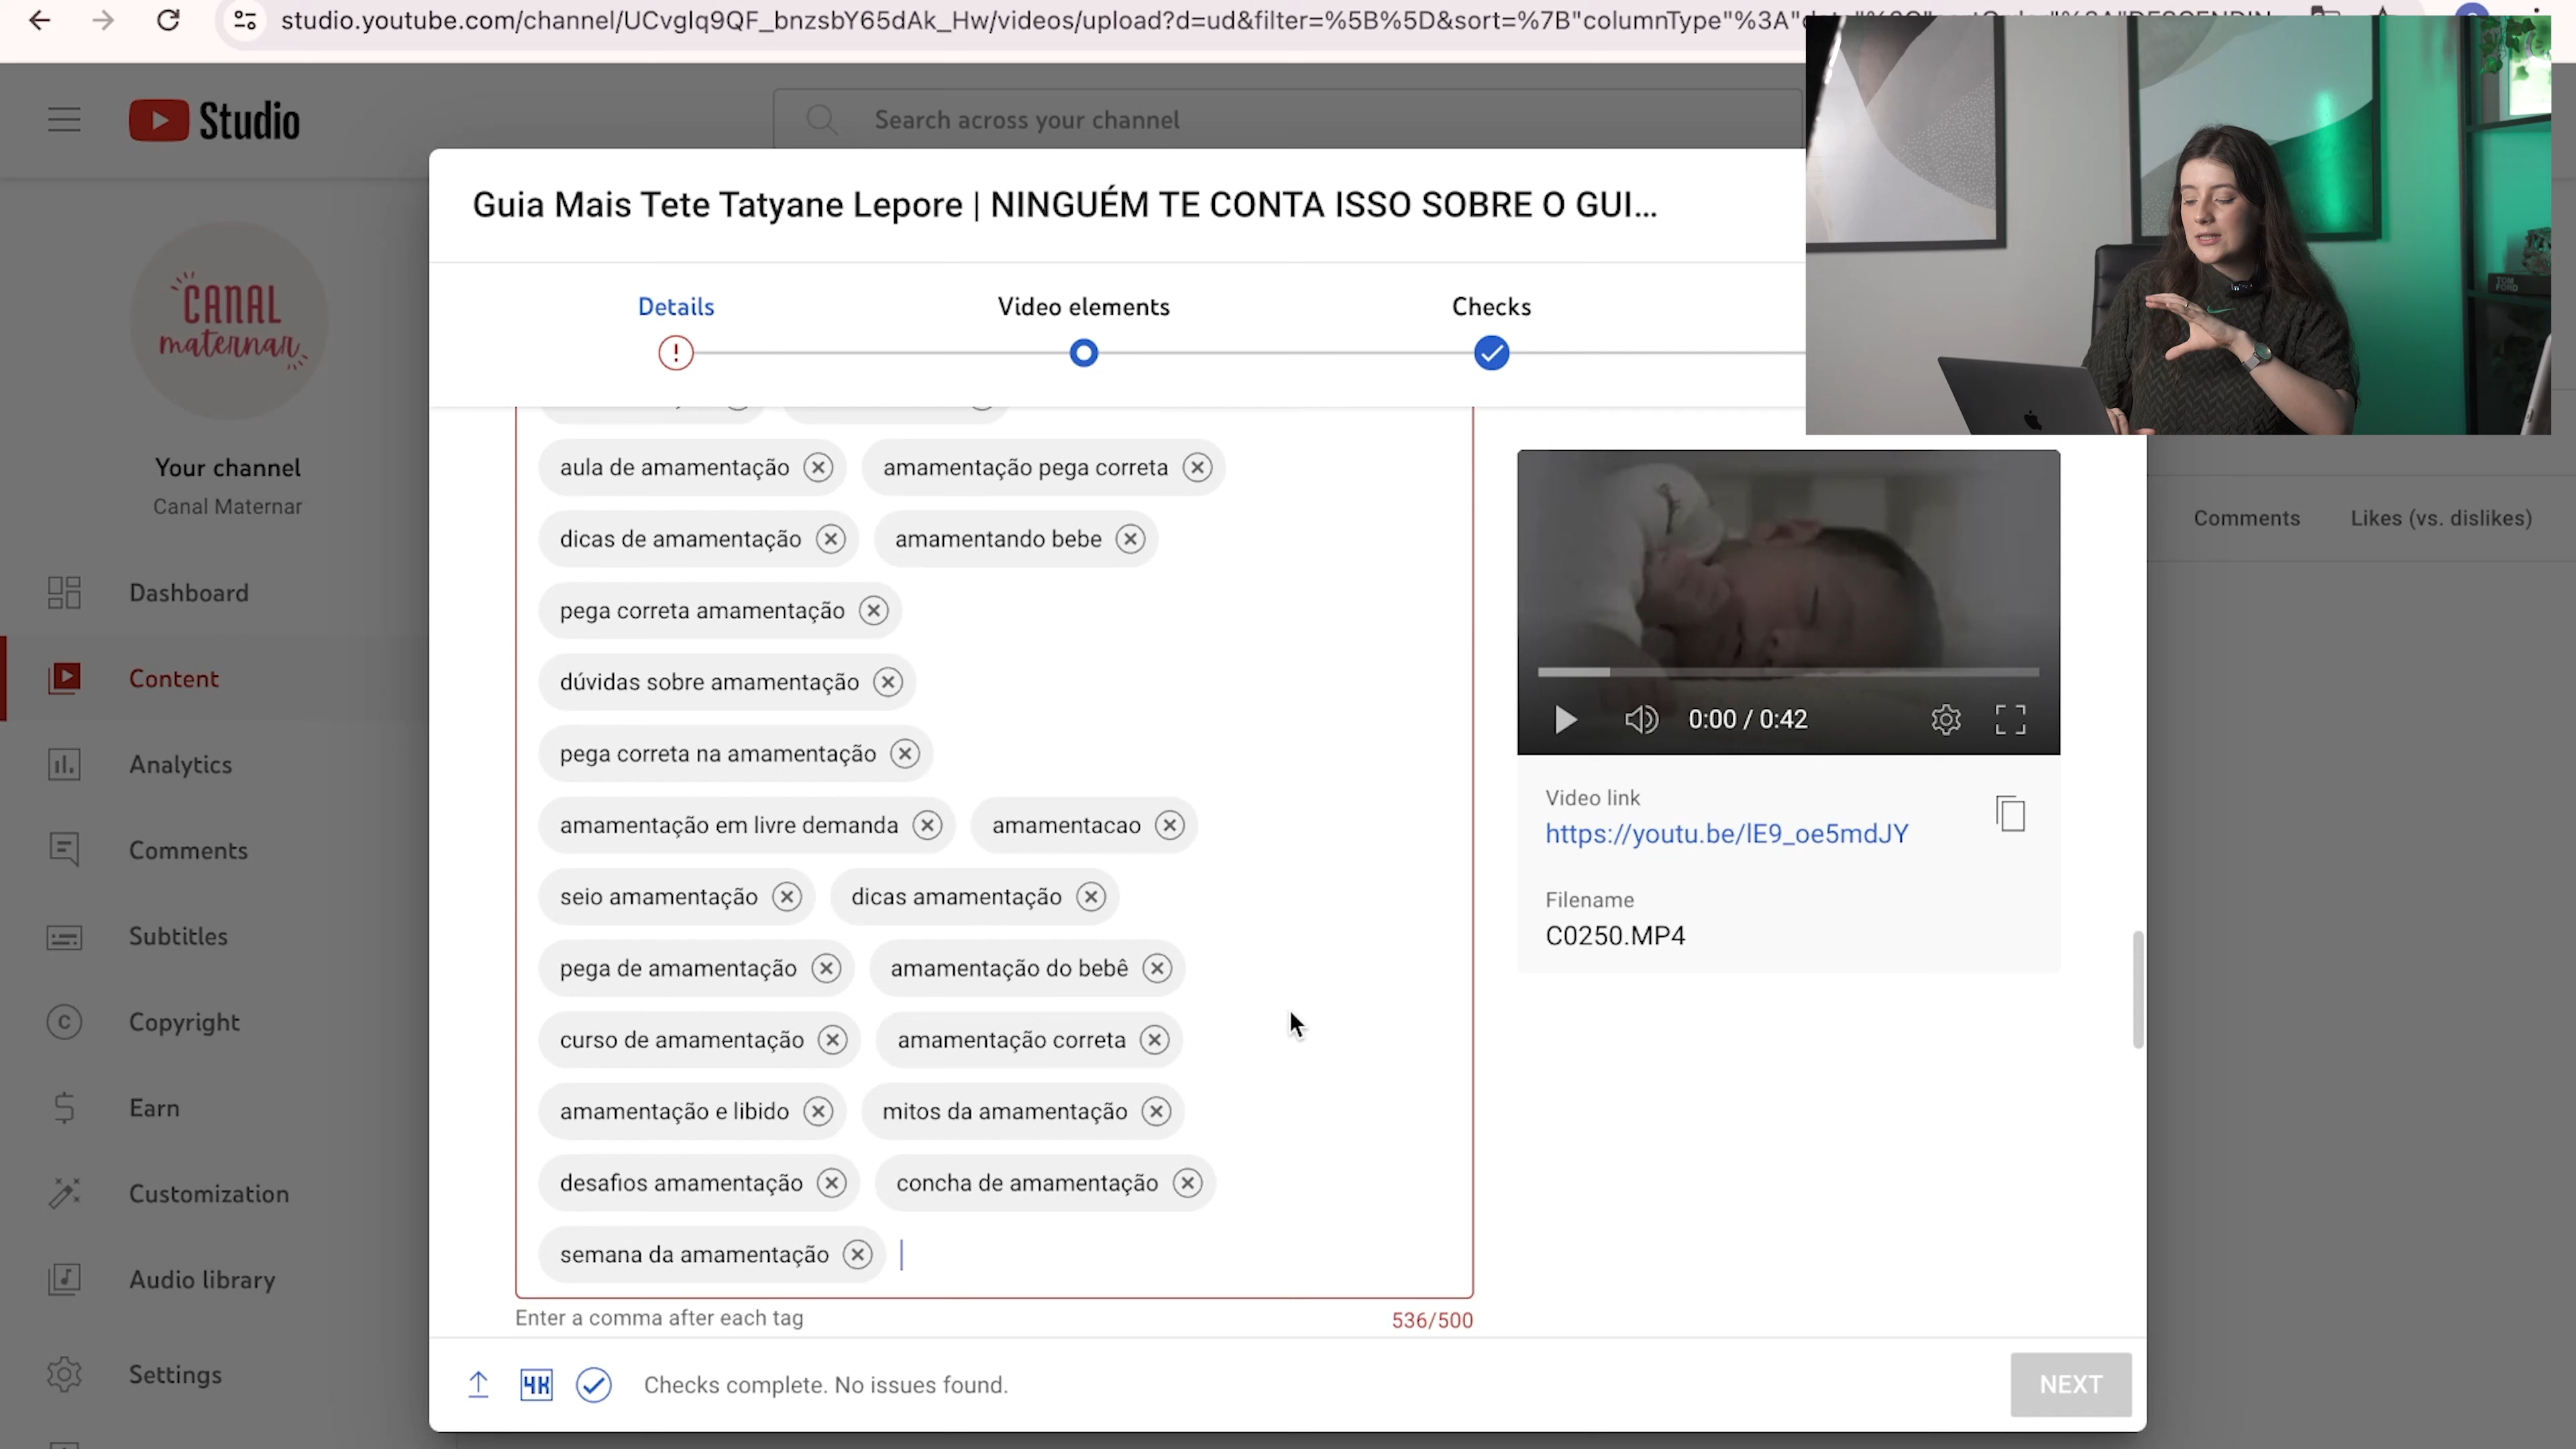 studio.youtube.com/channel/UCvglq9QF_bnzsbY65dAk_Hw/videos/upload?d=ud&filter=%5B%5D&sort=%7B"columnType"%3A"
Studio
Search across your channel
Guia Mais Tete Tatyane Lepore | NINGUÉM TE CONTA ISSO SOBRE O GUI...
Details
Video elements
Checks
CANAL
maternar
Your channel
Canal Maternar
Dashboard
Content
Analytics
Comments
Subtitles
Copyright
Earn
Customization
Audio library
Settings
aula de amamentação
amamentação pega correta
dicas de amamentação
amamentando bebe
pega correta amamentação
dúvidas sobre amamentação
pega correta na amamentação
amamentação em livre demanda
amamentacao
seio amamentação
dicas amamentação
pega de amamentação
amamentação do bebê
curso de amamentação
amamentação correta
amamentação e libido
mitos da amamentação
desafios amamentação
concha de amamentação
semana da amamentação
Enter a comma after each tag
536/500
0:00 / 0:42
Video link
https://youtu.be/lE9_oe5mdJY
Filename
C0250.MP4
Comments
Likes (vs. dislikes)
TOM
FORD
4K
Checks complete. No issues found.
NEXT